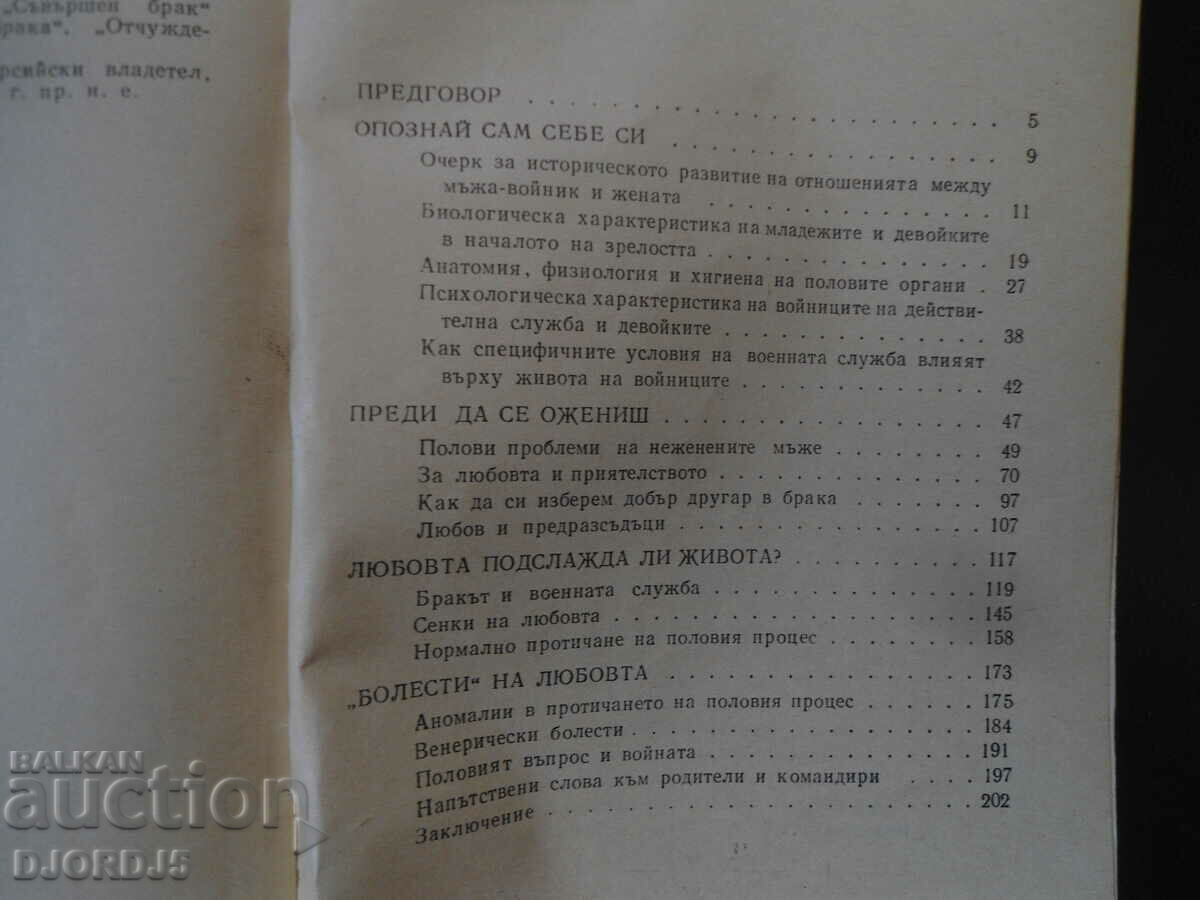 „Съвършен брак“
брака“, „Отчужде-
рсийски владетел,
г. пр. н. е.
ПРЕДГОВОР . . . . . . . . . . . . . . . . . 5
ОПОЗНАЙ САМ СЕБЕ СИ . . . . . . . . . . . . 9
Очерк за историческото развитие на отношенията между
мъжа-войник и жената . . . . . . . . . . . . 11
Биологическа характеристика на младежите и девойките
в началото на зрелостта . . . . . . . . . . . . 19
Анатомия, физиология и хигиена на половите органи . 27
Психологическа характеристика на войниците на действи-
телна служба и девойките . . . . . . . . . . . 38
Как специфичните условия на военната служба влияят
върху живота на войниците . . . . . . . . . . 42
ПРЕДИ ДА СЕ ОЖЕНИШ . . . . . . . . . . . . 47
Полови проблеми на неженените мъже . . . . . . . 49
За любовта и приятелството . . . . . . . . . . . 70
Как да си изберем добър другар в брака . . . . . . 97
Любов и предразсъдъци . . . . . . . . . . . . 107
ЛЮБОВТА ПОДСЛАЖДА ЛИ ЖИВОТА? . . . . . . . 117
Бракът и военната служба . . . . . . . . . . . 119
Сенки на любовта . . . . . . . . . . . . . . 145
Нормално протичане на половия процес . . . . . . . 158
„БОЛЕСТИ“ НА ЛЮБОВТА . . . . . . . . . . . . 173
Аномалии в протичането на половия процес . . . . . 175
Венерически болести . . . . . . . . . . . . . 184
Половият въпрос и войната . . . . . . . . . . . 191
Напътствени слова към родители и командири . . . . 197
Заключение . . . . . . . . . . . . . . . . 202
BALKAN
auction
DJORDJ5